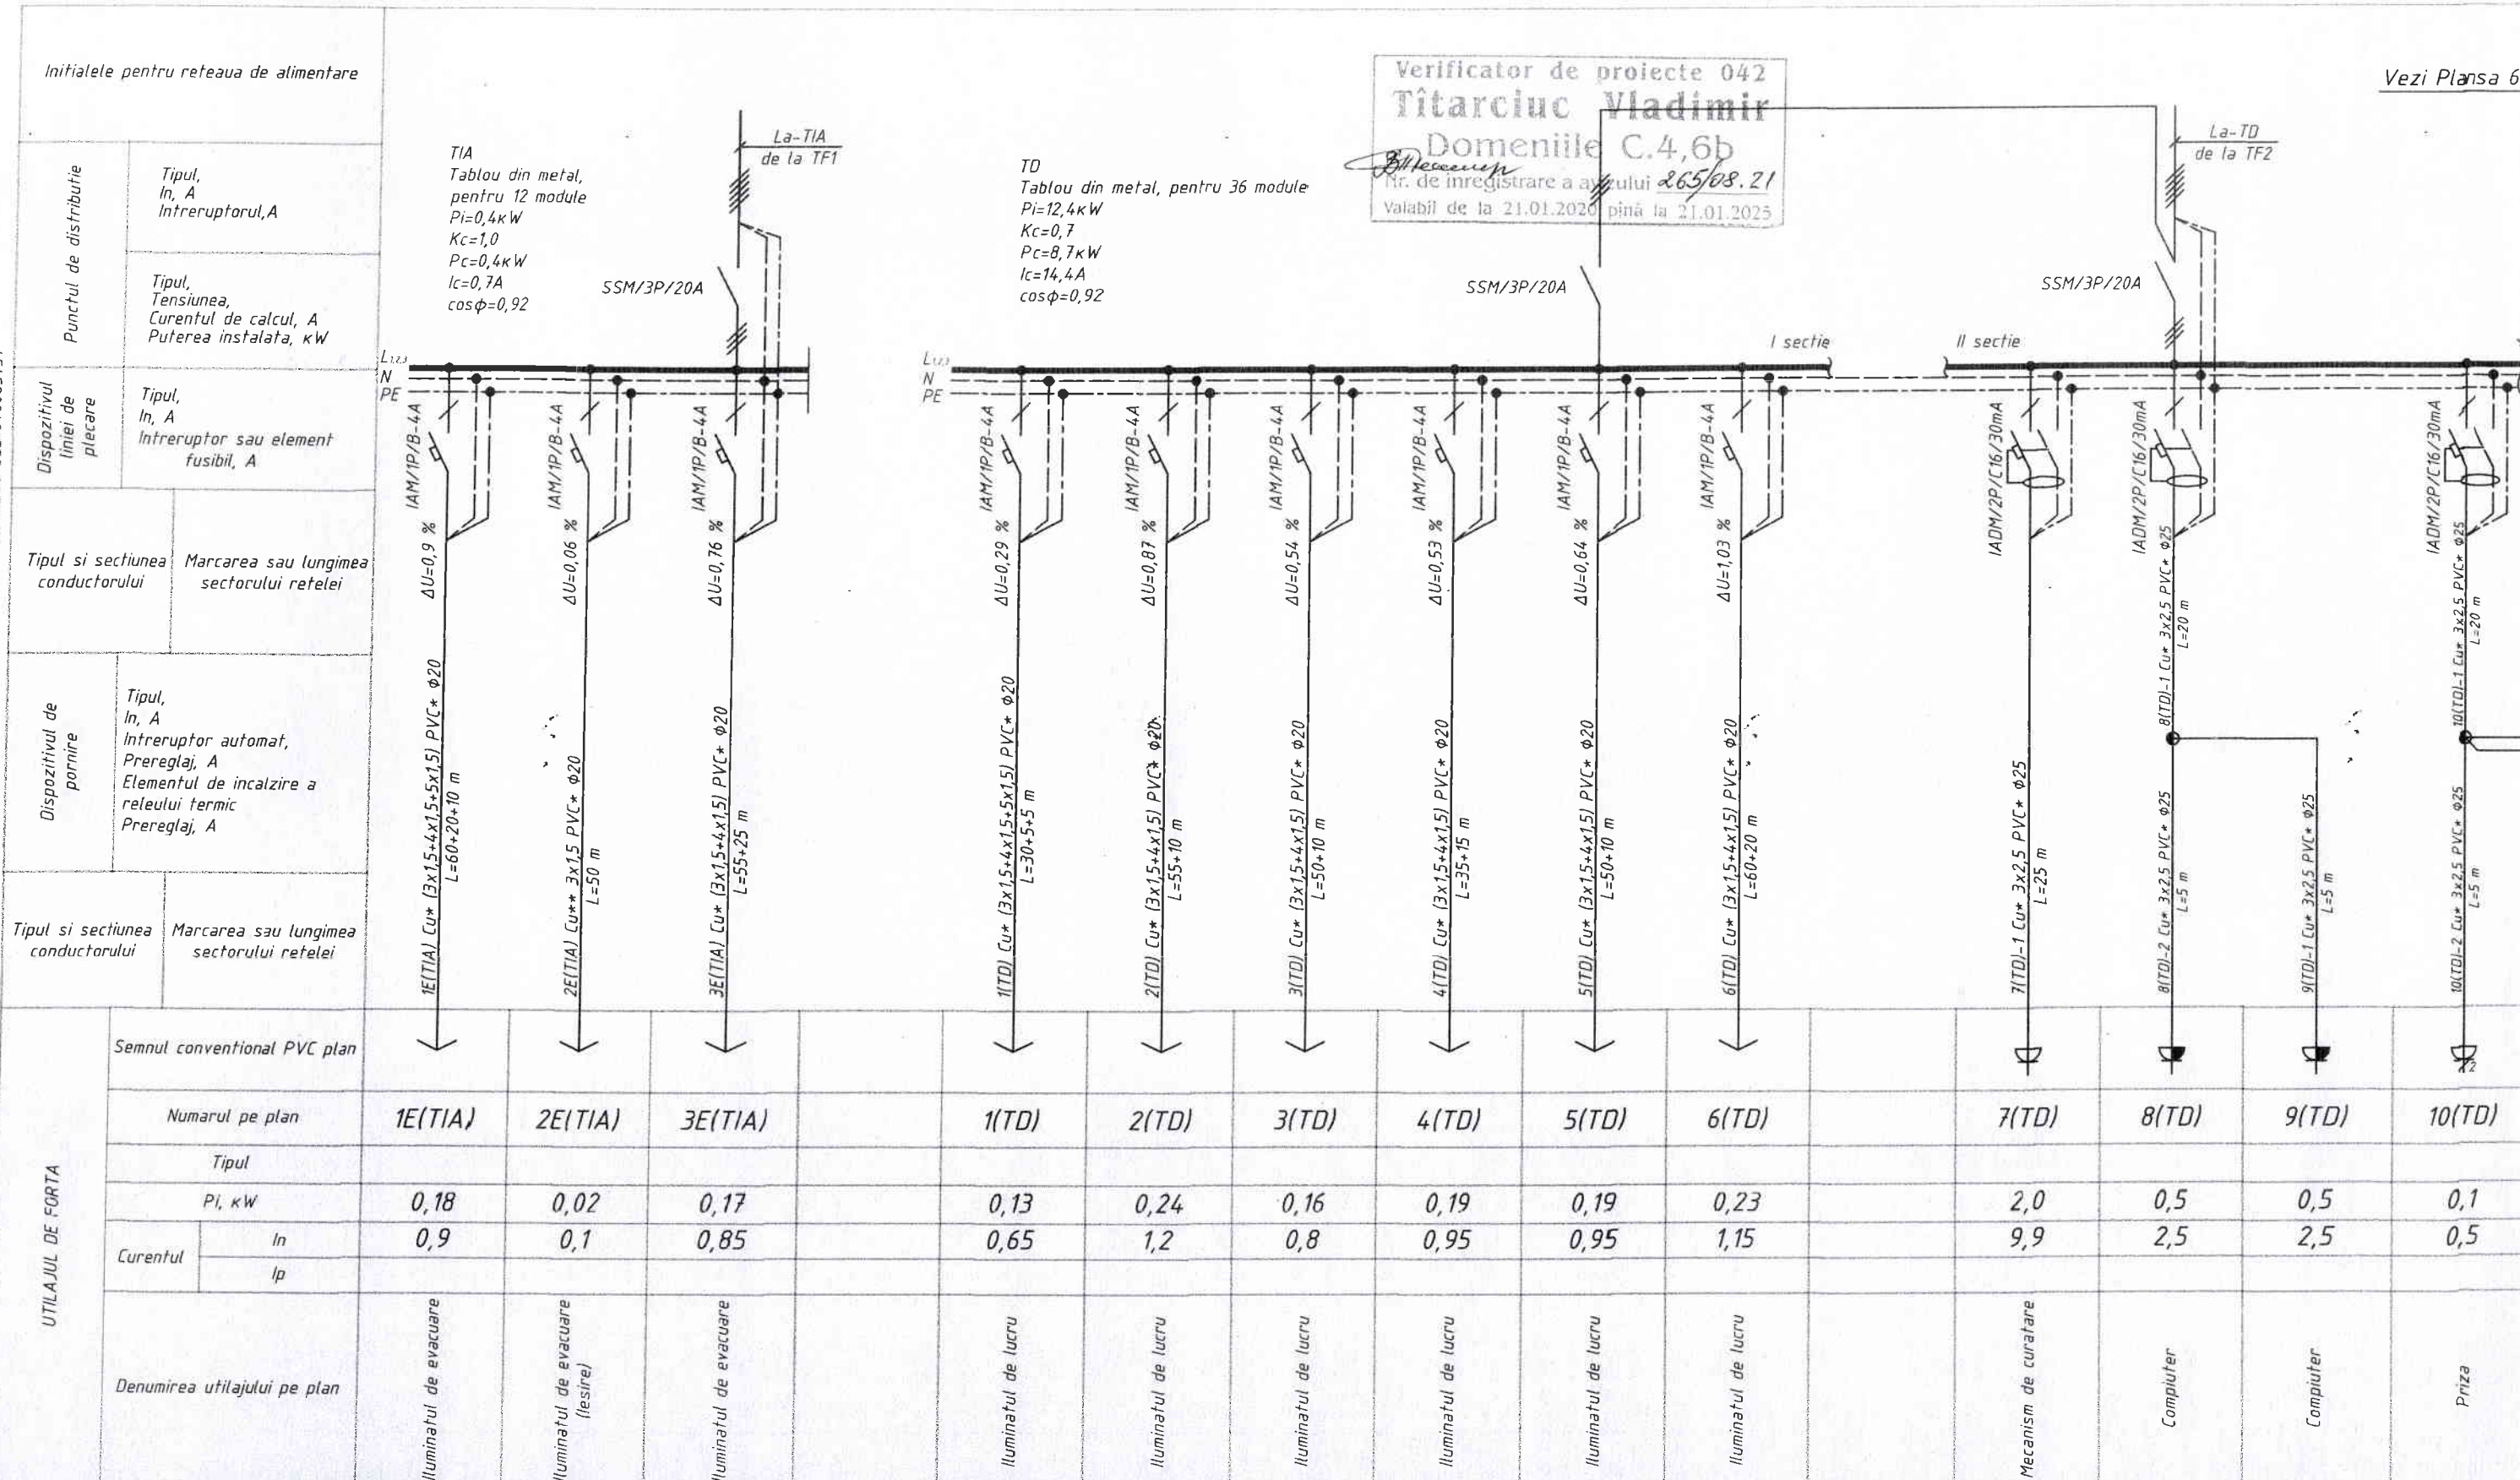 Initialele pentru reteaua de alimentare
Punctul de distributie
Tipul,
In, A
Intreruptorul,A
Tipul,
Tensiunea,
Curentul de calcul, A
Puterea instalata, кW
Dispozitivul
liniei de
plecare
Tipul,
In, A
Intreruptor sau element
fusibil, A
Tipul si sectiunea
conductorului
Marcarea sau lungimea
sectorului retelei
Dispozitivul de
pornire
Tipul,
In, A
Intreruptor automat,
Prereglaj, A
Elementul de incalzire a
releului termic
Prereglaj, A
Tipul si sectiunea
conductorului
Marcarea sau lungimea
sectorului retelei
TIA
Tablou din metal,
pentru 12 module
Pi=0,4кW
Kc=1,0
Pc=0,4кW
Ic=0,7A
cosϕ=0,92
La-TIA
de la TF1
SSM/3P/20A
TD
Tablou din metal, pentru 36 module
Pi=12,4кW
Kc=0,7
Pc=8,7кW
Ic=14,4A
cosϕ=0,92
Verificator de proiecte 042
Tîtarciuc Vladimir
Domeniile C.4,6b
Nr. de inregistrare a avizului 265/08.21
Valabil de la 21.01.2020 pină la 21.01.2025
Vezi Plansa 6
La-TD
de la TF2
SSM/3P/20A
SSM/3P/20A
I sectie
II sectie
L1,2,3
N
PE
L1,2,3
N
PE
IAM/1P/B-4A
IAM/1P/B-4A
IAM/1P/B-4A
IAM/1P/B-4A
IAM/1P/B-4A
IAM/1P/B-4A
IAM/1P/B-4A
IAM/1P/B-4A
IAM/1P/B-4A
IADM/2P/C16/30mA
IADM/2P/C16/30mA
IADM/2P/C16/30mA
ΔU=0,9 %
ΔU=0,06 %
ΔU=0,76 %
ΔU=0,29 %
ΔU=0,87 %
ΔU=0,54 %
ΔU=0,53 %
ΔU=0,64 %
ΔU=1,03 %
8(TD)-1 Cu* 3x2,5 PVC* ϕ25
L=20 m
10(TD)-1 Cu* 3x2,5 PVC* ϕ25
L=20 m
1E(TIA) Cu* (3x1,5+4x1,5+5x1,5) PVC* ϕ20
L=60+20+10 m
2E(TIA) Cu** 3x1,5 PVC* ϕ20
L=50 m
3E(TIA) Cu* (3x1,5+4x1,5) PVC* ϕ20
L=55+25 m
1(TD) Cu* (3x1,5+4x1,5+5x1,5) PVC* ϕ20
L=30+5+5 m
2(TD) Cu* (3x1,5+4x1,5) PVC* ϕ20
L=55+10 m
3(TD) Cu* (3x1,5+4x1,5) PVC* ϕ20
L=50+10 m
4(TD) Cu* (3x1,5+4x1,5) PVC* ϕ20
L=35+15 m
5(TD) Cu* (3x1,5+4x1,5) PVC* ϕ20
L=50+10 m
6(TD) Cu* (3x1,5+4x1,5) PVC* ϕ20
L=60+20 m
7(TD)-1 Cu* 3x2,5 PVC* ϕ25
L=25 m
8(TD)-2 Cu* 3x2,5 PVC* ϕ25
L=5 m
9(TD)-1 Cu* 3x2,5 PVC* ϕ25
L=5 m
10(TD)-2 Cu* 3x2,5 PVC* ϕ25
L=5 m
UTILAJUL DE FORTA
Semnul conventional PVC plan
2
Numarul pe plan 1E(TIA) 2E(TIA) 3E(TIA) 1(TD) 2(TD) 3(TD) 4(TD) 5(TD) 6(TD) 7(TD) 8(TD) 9(TD) 10(TD)
Tipul
Pi, кW 0,18 0,02 0,17 0,13 0,24 0,16 0,19 0,19 0,23 2,0 0,5 0,5 0,1
Curentul
In 0,9 0,1 0,85 0,65 1,2 0,8 0,95 0,95 1,15 9,9 2,5 2,5 0,5
Ip
Denumirea utilajului pe plan
Iluminatul de evacuare
Iluminatul de evacuare
(Iesire)
Iluminatul de evacuare
Iluminatul de lucru
Iluminatul de lucru
Iluminatul de lucru
Iluminatul de lucru
Iluminatul de lucru
Iluminatul de lucru
Mecanism de curatare
Compiuter
Compiuter
Priza